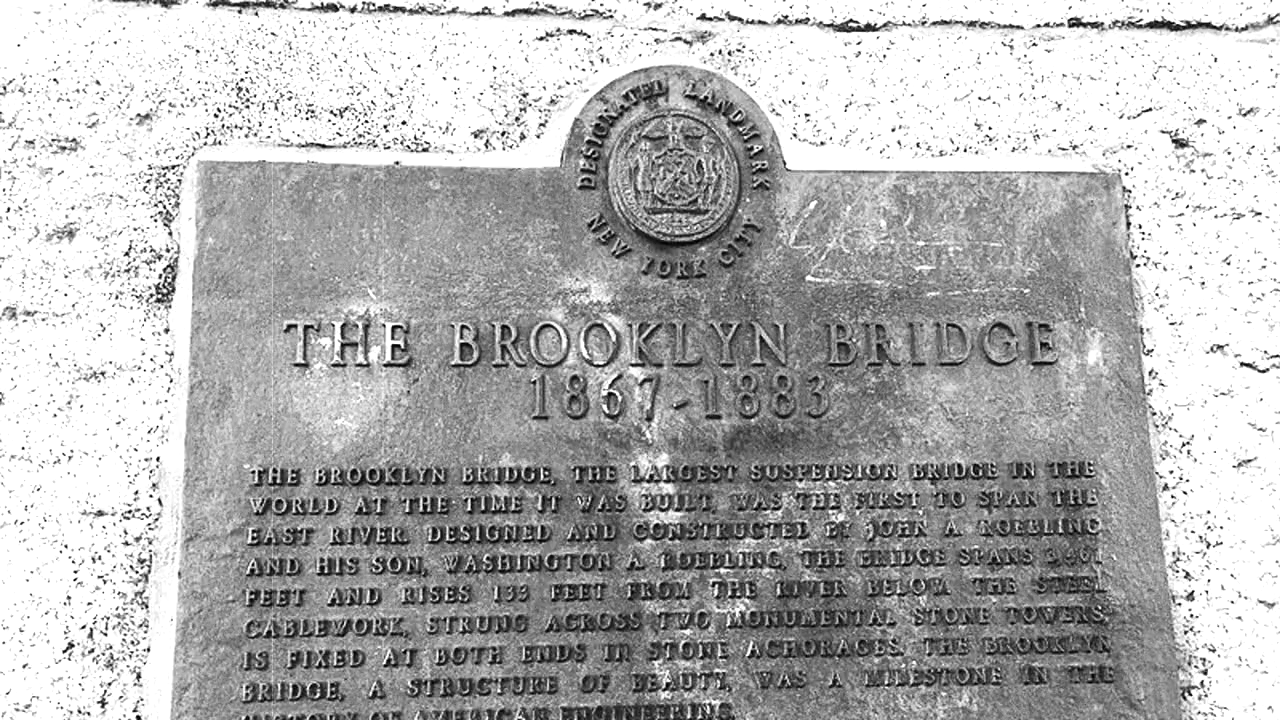 DESIGNATED LANDMARK
NEW YORK CITY
THE BROOKLYN BRIDGE
1867-1883
THE BROOKLYN BRIDGE, THE LARGEST SUSPENSION BRIDGE IN THE
WORLD AT THE TIME IT WAS BUILT, WAS THE FIRST TO SPAN THE
EAST RIVER. DESIGNED AND CONSTRUCTED BY JOHN A. ROEBLING
AND HIS SON, WASHINGTON A. ROEBLING, THE BRIDGE SPANS
FEET AND RISES 133 FEET FROM THE RIVER BELOW. THE STEEL
CABLEWORK, STRUNG ACROSS TWO MONUMENTAL STONE TOWERS,
IS FIXED AT BOTH ENDS IN STONE ACHORAGES. THE BROOKLYN
BRIDGE, A STRUCTURE OF BEAUTY, WAS A MILESTONE IN THE
HISTORY OF AMERICAN ENGINEERING.